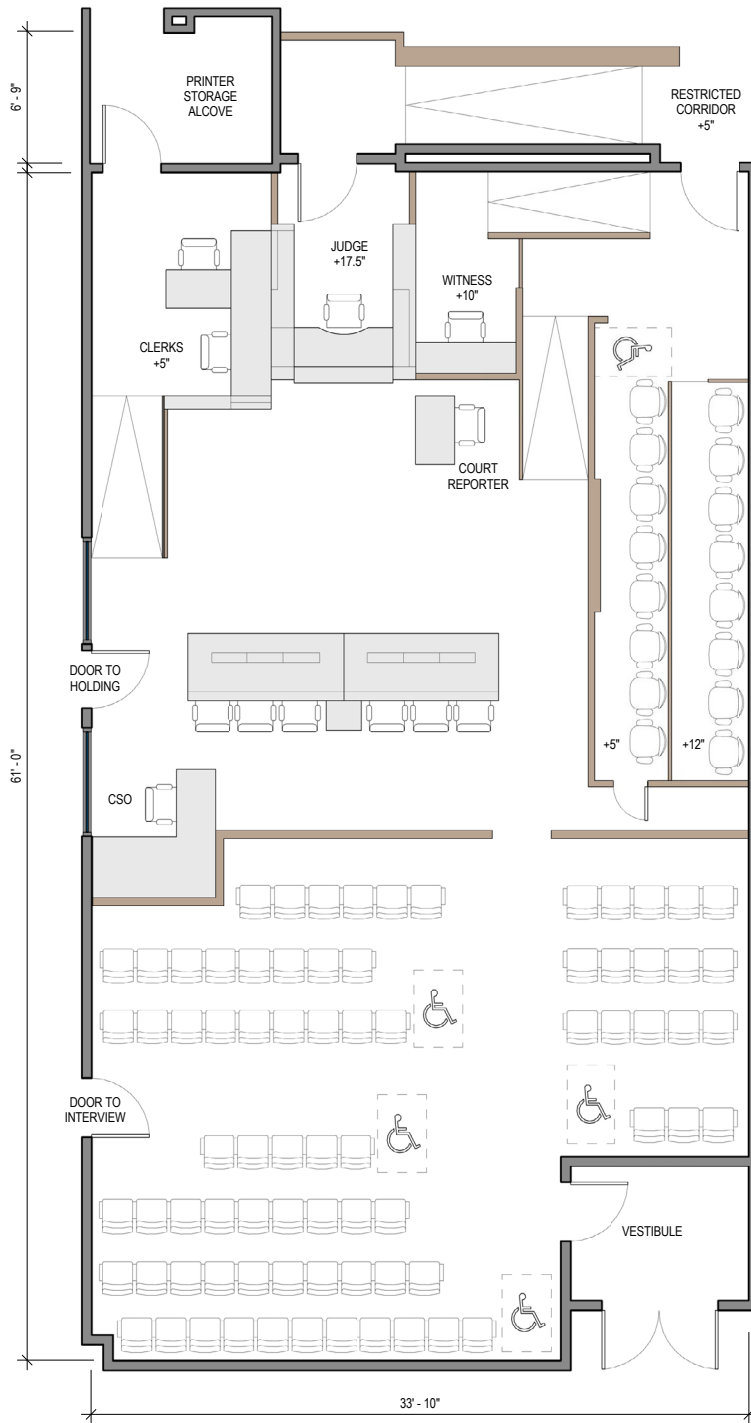 6' - 9"
PRINTER
STORAGE
ALCOVE
RESTRICTED
CORRIDOR
+5"
JUDGE
+17.5"
WITNESS
+10"
CLERKS
+5"
COURT
REPORTER
DOOR TO
HOLDING
61' - 0"
+5"
+12"
CSO
DOOR TO
INTERVIEW
VESTIBULE
33' - 10"